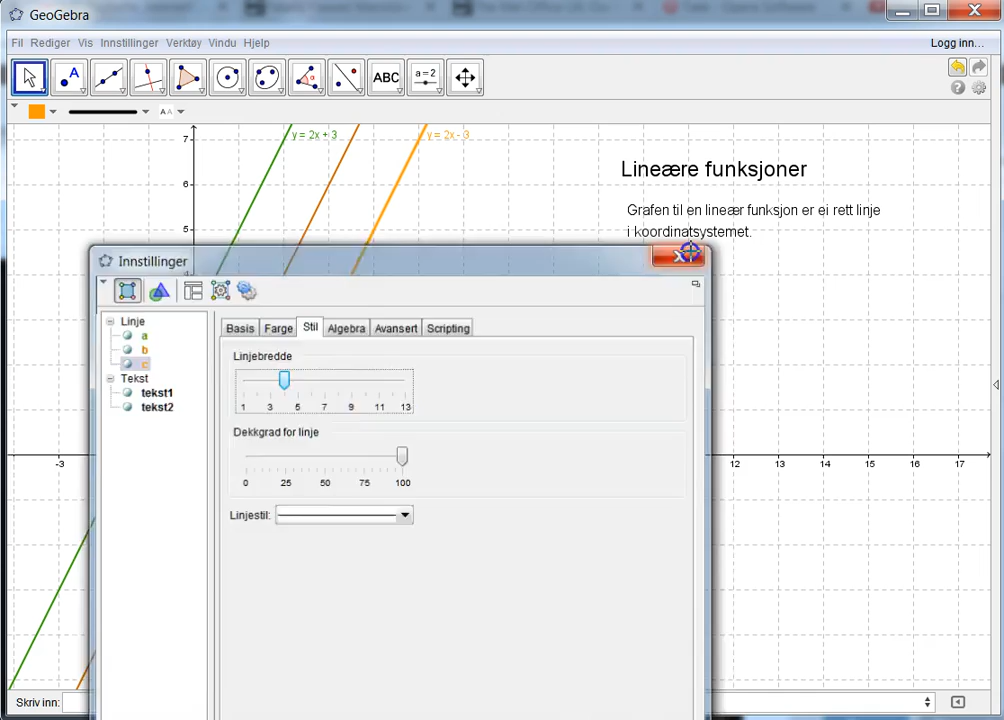 GeoGebra
Fil Rediger Vis Innstillinger Verktøy Vindu Hjelp
Logg inn...
A
α
ABC
a=2
?
A A
7
6
5
y = 2x + 3
y = 2x - 3
Lineære funksjoner
Grafen til en lineær funksjon er ei rett linje
i koordinatsystemet.
Innstillinger
X
Linje
a
b
c
Tekst
tekst1
tekst2
Basis Farge Stil Algebra Avansert Scripting
Linjebredde
1 3 5 7 9 11 13
Dekkgrad for linje
0 25 50 75 100
Linjestil:
-3
12 13 14 15 16 17
Skriv inn: